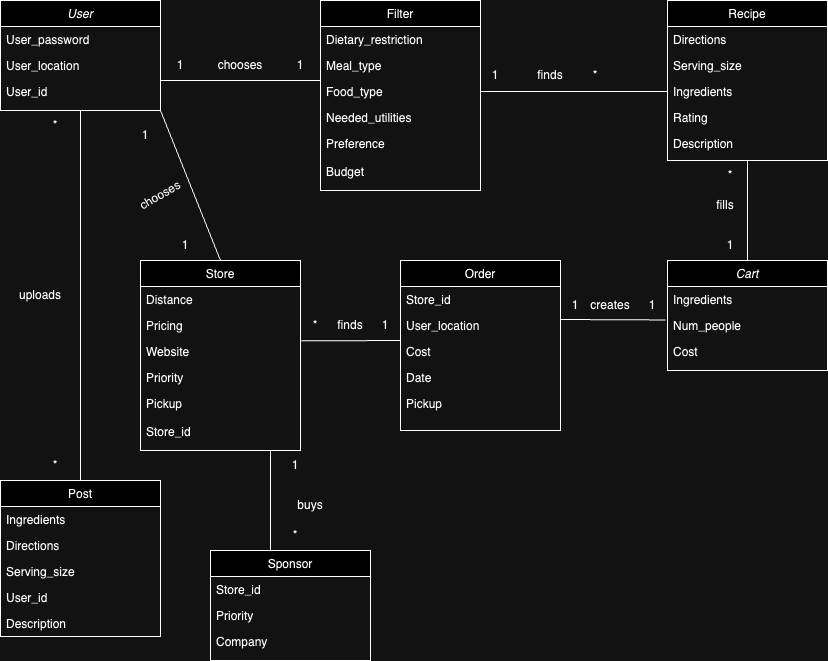 User
User_password
User_location
User_id
1 chooses 1
Filter
Dietary_restriction
Meal_type
Food_type
Needed_utilities
Preference
Budget
1 finds *
Recipe
Directions
Serving_size
Ingredients
Rating
Description
*
uploads
*
1
chooses
1
*
fills
1
Store
Distance
Pricing
Website
Priority
Pickup
Store_id
* finds 1
Order
Store_id
User_location
Cost
Date
Pickup
1 creates 1
Cart
Ingredients
Num_people
Cost
1
buys
*
Post
Ingredients
Directions
Serving_size
User_id
Description
Sponsor
Store_id
Priority
Company